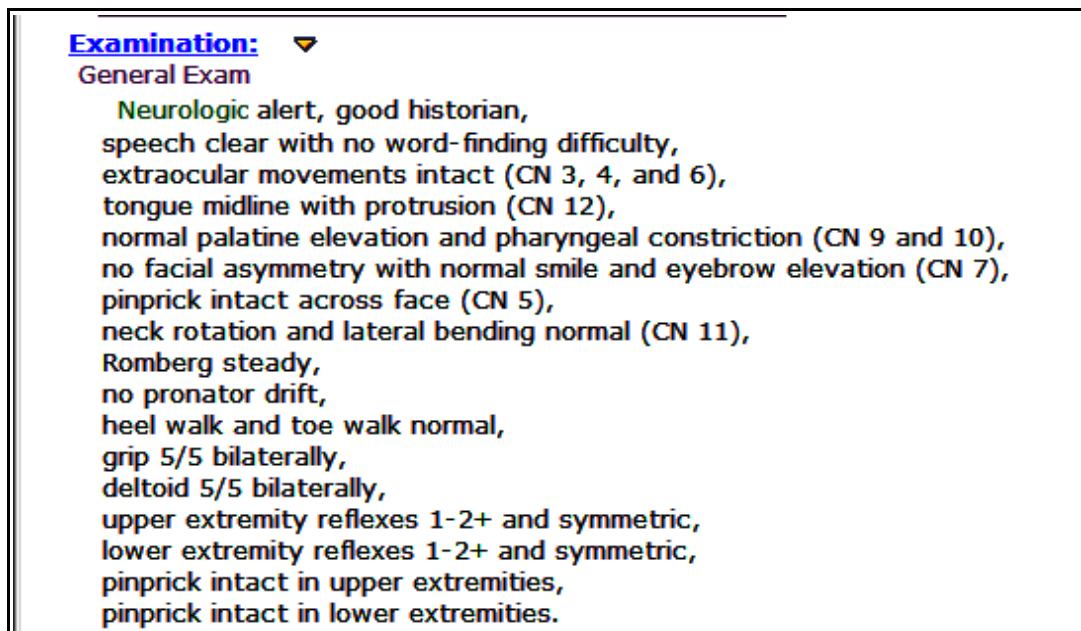 Examination:
General Exam
Neurologic alert, good historian,
speech clear with no word-finding difficulty,
extraocular movements intact (CN 3, 4, and 6),
tongue midline with protrusion (CN 12),
normal palatine elevation and pharyngeal constriction (CN 9 and 10),
no facial asymmetry with normal smile and eyebrow elevation (CN 7),
pinprick intact across face (CN 5),
neck rotation and lateral bending normal (CN 11),
Romberg steady,
no pronator drift,
heel walk and toe walk normal,
grip 5/5 bilaterally,
deltoid 5/5 bilaterally,
upper extremity reflexes 1-2+ and symmetric,
lower extremity reflexes 1-2+ and symmetric,
pinprick intact in upper extremities,
pinprick intact in lower extremities.